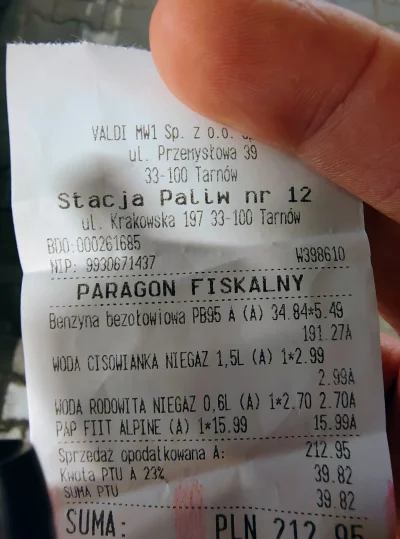 VALDI MW1 Sp. z o.o.
ul. Przemysłowa 39
33-100 Tarnów
Stacja Paliw nr 12
ul. Krakowska 197 33-100 Tarnów
BDO:000261685
NIP: 9930671437 W398610
PARAGON FISKALNY
Benzyna bezołowiowa PB95 A (A) 34.84*5.49
191.27A
WODA CISOWIANKA NIEGAZ 1,5L (A) 1*2.99
2.99A
WODA RODOWITA NIEGAZ 0,6L (A) 1*2.70 2.70A
PAP FIIT ALPINE (A) 1*15.99 15.99A
Sprzedaż opodatkowana A: 212.95
Kwota PTU A 23% 39.82
SUMA PTU 39.82
SUMA: PLN 212.95